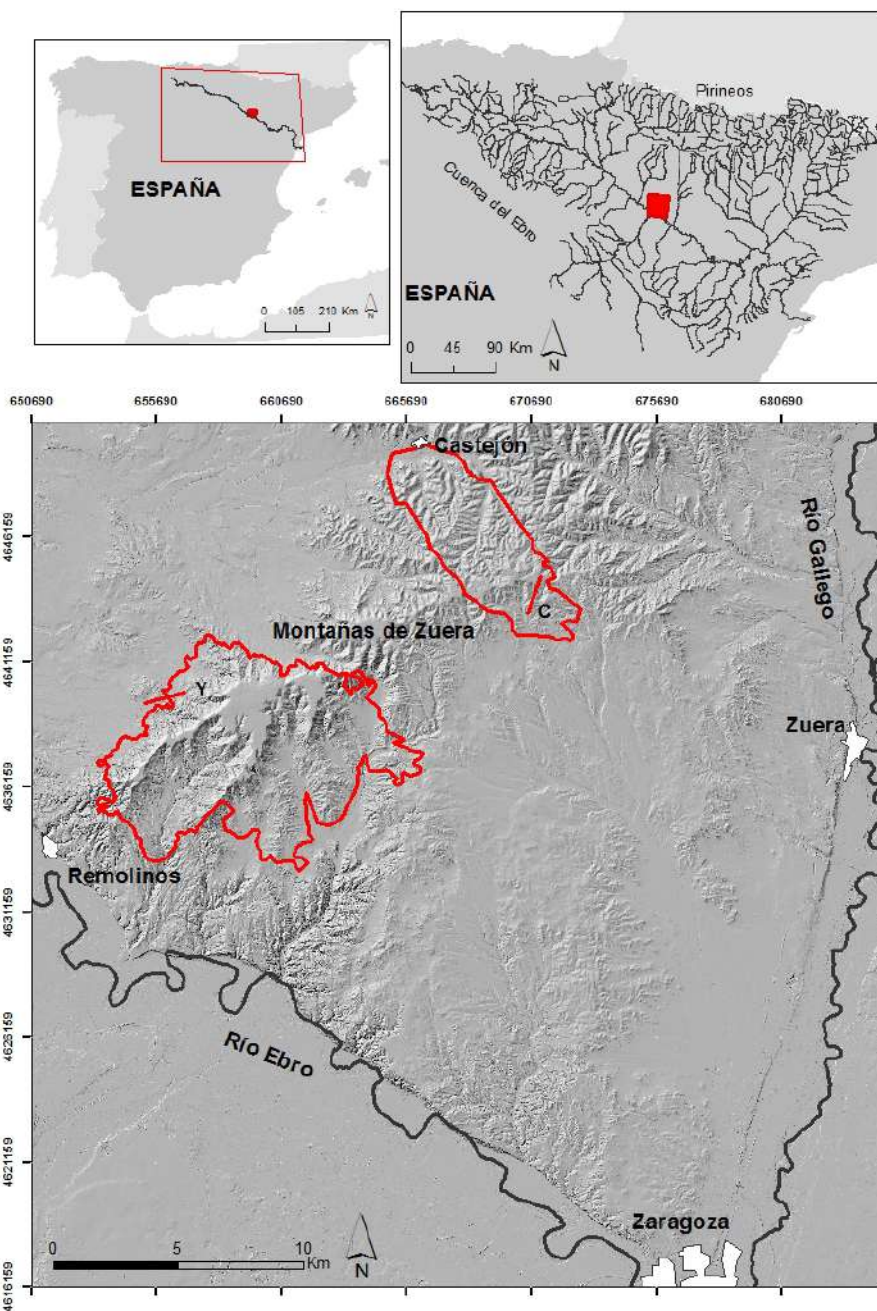 ESPAÑA
0 105 210 Km
N
Pirineos
Cuenca del Ebro
ESPAÑA
0 45 90 Km
N
650690 655690 660690 665690 670690 675690 680690
Castejón
Río Gallego
4646159
C
Montañas de Zuera
4641159
Y
Zuera
4636159
Remolinos
4631159
4626159
Río Ebro
4621159
Zaragoza
0 5 10
Km
N
4616159